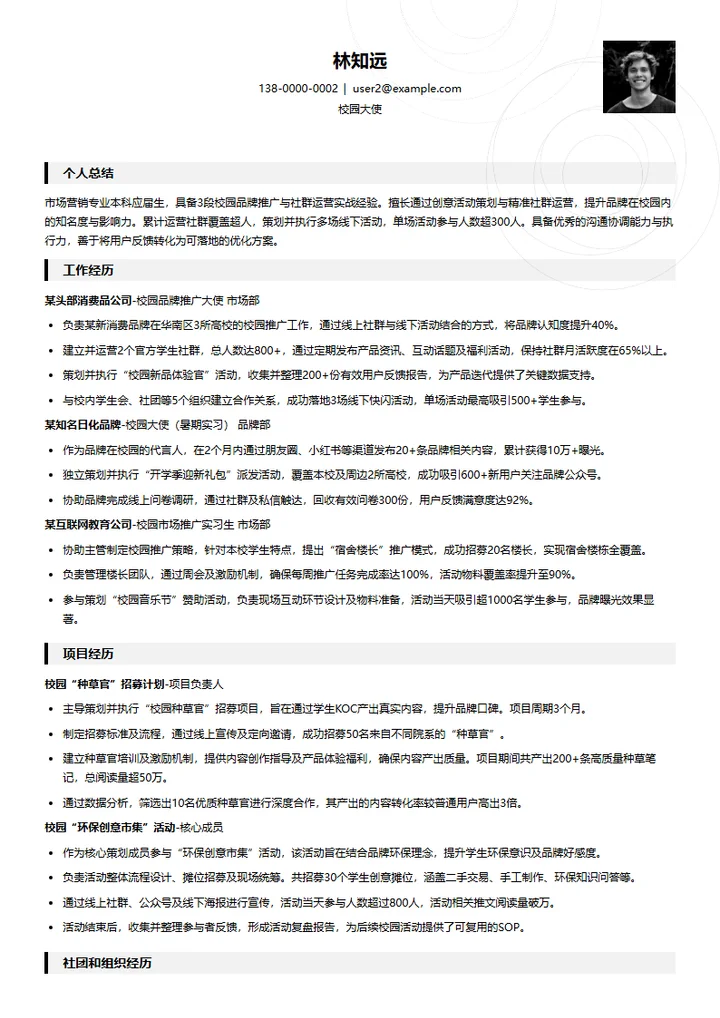 林知远
138-0000-0002 | user2@example.com
校园大使
个人总结
市场营销专业本科应届生，具备3段校园品牌推广与社群运营实战经验。擅长通过创意活动策划与精准社群运营，提升品牌在校园内
的知名度与影响力。累计运营社群覆盖超人，策划并执行多场线下活动，单场活动参与人数超300人。具备优秀的沟通协调能力与执
行力，善于将用户反馈转化为可落地的优化方案。
工作经历
某头部消费品公司-校园品牌推广大使 市场部
• 负责某新消费品牌在华南区3所高校的校园推广工作，通过线上社群与线下活动结合的方式，将品牌认知度提升40%。
• 建立并运营2个官方学生社群，总人数达800+，通过定期发布产品资讯、互动话题及福利活动，保持社群月活跃度在65%以上。
• 策划并执行“校园新品体验官”活动，收集并整理200+份有效用户反馈报告，为产品迭代提供了关键数据支持。
• 与校内学生会、社团等5个组织建立合作关系，成功落地3场线下快闪活动，单场活动最高吸引500+学生参与。
某知名日化品牌-校园大使（暑期实习） 品牌部
• 作为品牌在校园的代言人，在2个月内通过朋友圈、小红书等渠道发布20+条品牌相关内容，累计获得10万+曝光。
• 独立策划并执行“开学季迎新礼包”派发活动，覆盖本校及周边2所高校，成功吸引600+新用户关注品牌公众号。
• 协助品牌完成线上问卷调研，通过社群及私信触达，回收有效问卷300份，用户反馈满意度达92%。
某互联网教育公司-校园市场推广实习生 市场部
• 协助主管制定校园推广策略，针对本校学生特点，提出“宿舍楼长”推广模式，成功招募20名楼长，实现宿舍楼栋全覆盖。
• 负责管理楼长团队，通过周会及激励机制，确保每周推广任务完成率达100%，活动物料覆盖率提升至90%。
• 参与策划“校园音乐节”赞助活动，负责现场互动环节设计及物料准备，活动当天吸引超1000名学生参与，品牌曝光效果显
著。
项目经历
校园“种草官”招募计划-项目负责人
• 主导策划并执行“校园种草官”招募项目，旨在通过学生KOC产出真实内容，提升品牌口碑。项目周期3个月。
• 制定招募标准及流程，通过线上宣传及定向邀请，成功招募50名来自不同院系的“种草官”。
• 建立种草官培训及激励机制，提供内容创作指导及产品体验福利，确保内容产出质量。项目期间共产出200+条高质量种草笔
记，总阅读量超50万。
• 通过数据分析，筛选出10名优质种草官进行深度合作，其产出的内容转化率较普通用户高出3倍。
校园“环保创意市集”活动-核心成员
• 作为核心策划成员参与“环保创意市集”活动，该活动旨在结合品牌环保理念，提升学生环保意识及品牌好感度。
• 负责活动整体流程设计、摊位招募及现场统筹。共招募30个学生创意摊位，涵盖二手交易、手工制作、环保知识问答等。
• 通过线上社群、公众号及线下海报进行宣传，活动当天参与人数超过800人，活动相关推文阅读量破万。
• 活动结束后，收集并整理参与者反馈，形成活动复盘报告，为后续校园活动提供了可复用的SOP。
社团和组织经历